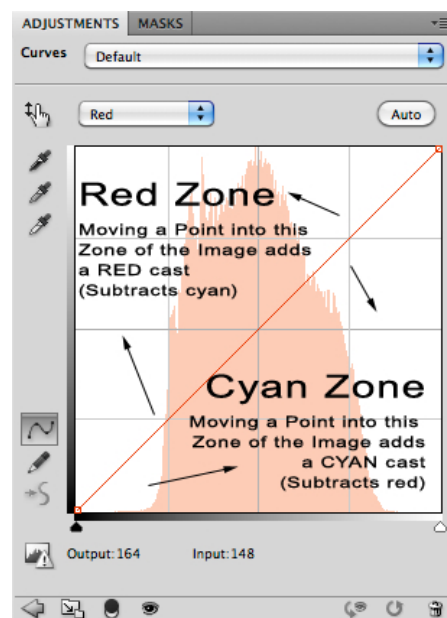 ADJUSTMENTS MASKS
Curves Default
Red Auto
Red Zone
Moving a Point into this
Zone of the Image adds
a RED cast
(Subtracts cyan)
Cyan Zone
Moving a Point into this
Zone of the Image adds
a CYAN cast
(Subtracts red)
Output:164 Input:148